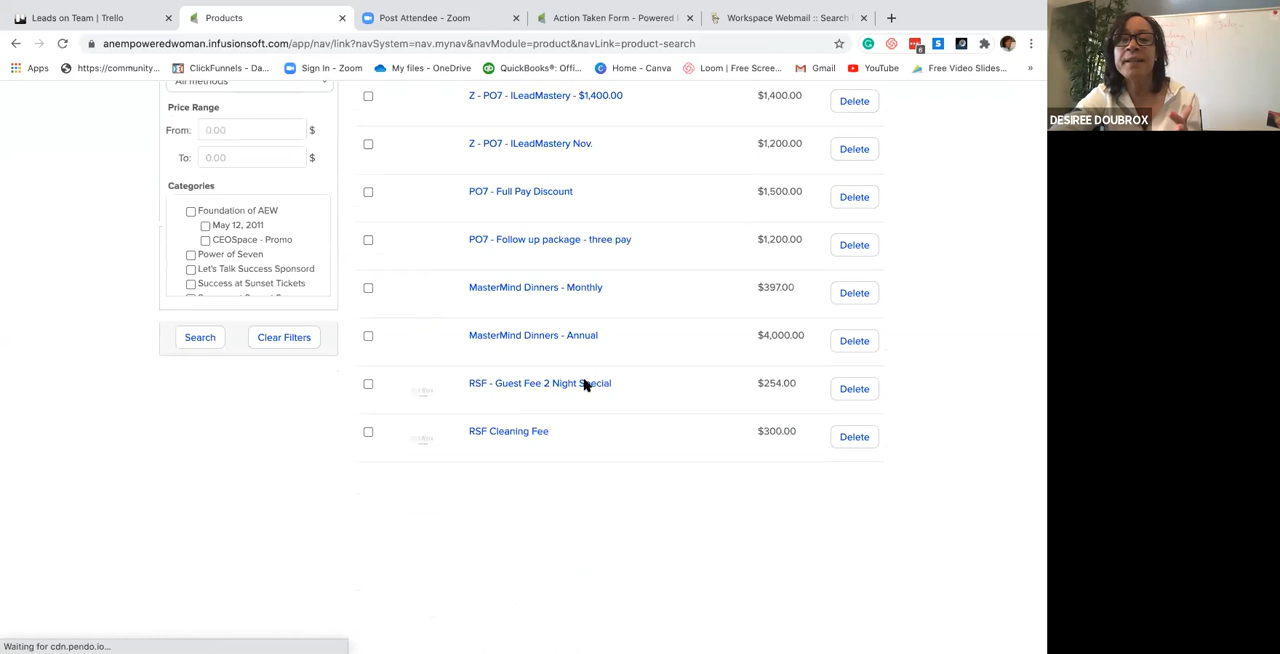 Leads on Team | Trello
Products
Post Attendee - Zoom
Action Taken Form - Powered
Workspace Webmail :: Search
anempoweredwoman.infusionsoft.com/app/nav/link?navSystem=nav.mynav&navModule=product&navLink=product-search
6
Apps
https://community...
ClickFunnels - Da...
Sign In - Zoom
My files - OneDrive
QuickBooks®: Offi...
Home - Canva
Loom | Free Scree...
Gmail
YouTube
Free Video Slides...
»
DESIREE DOUBROX
All methods
Price Range
From: 0.00 $
To: 0.00 $
Categories
Foundation of AEW
May 12, 2011
CEOSpace - Promo
Power of Seven
Let's Talk Success Sponsord
Success at Sunset Tickets
Search Clear Filters
Z - PO7 - ILeadMastery - $1,400.00 $1,400.00 Delete
Z - PO7 - ILeadMastery Nov. $1,200.00 Delete
PO7 - Full Pay Discount $1,500.00 Delete
PO7 - Follow up package - three pay $1,200.00 Delete
MasterMind Dinners - Monthly $397.00 Delete
MasterMind Dinners - Annual $4,000.00 Delete
RSF - Guest Fee 2 Night Special $254.00 Delete
RSF Cleaning Fee $300.00 Delete
Waiting for cdn.pendo.io...